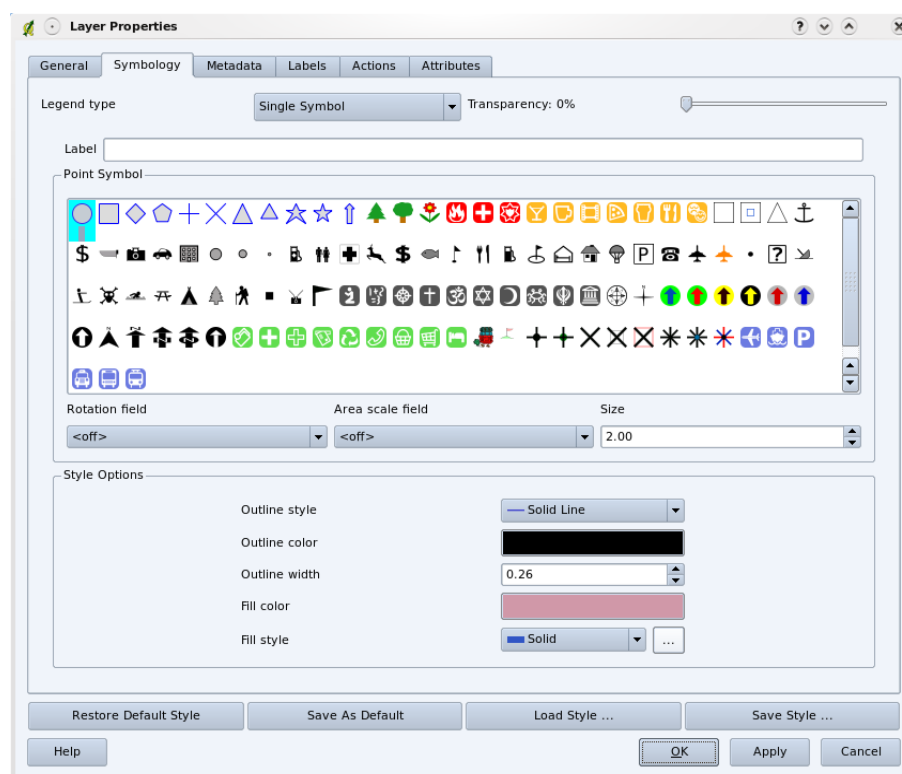 Layer Properties
General Symbology Metadata Labels Actions Attributes
Legend type Single Symbol Transparency: 0%
Label
Point Symbol
Rotation field Area scale field Size
<off> <off> 2.00
Style Options
Outline style Solid Line
Outline color
Outline width 0.26
Fill color
Fill style Solid ...
Restore Default Style Save As Default Load Style ... Save Style ...
Help OK Apply Cancel